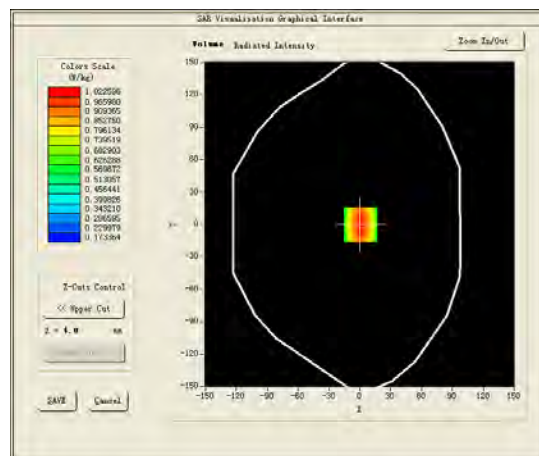 SAR Visualisation Graphical Interface
Volume Radiated Intensity
Zoom In/Out
Colors Scale
(W/kg)
1.022596
0.965980
0.909365
0.852750
0.796134
0.739519
0.682903
0.626288
0.569672
0.513057
0.456441
0.399826
0.343210
0.286595
0.229979
0.173364
Z-Cuts Control
<< Upper Cut
Z = 4.0 mm
SAVE
Cancel
150
120
90
60
30
0
-30
-60
-90
-120
-150
Y
-150 -120 -90 -60 -30 0 30 60 90 120 150
X